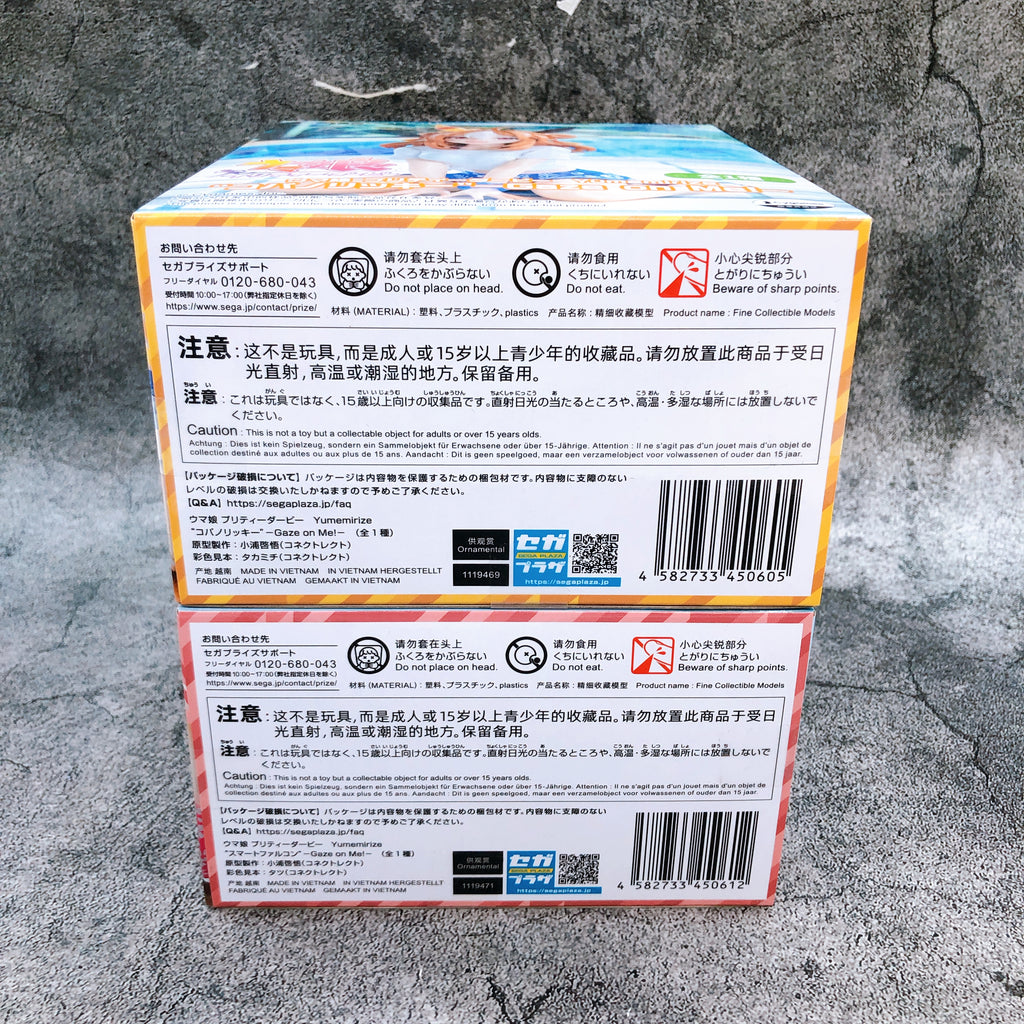 お問い合わせ先
セガプライズサポート
フリーダイヤル 0120-680-043
受付時間 10:00~17:00(弊社指定休日を除く)
https://www.sega.jp/contact/prize/
请勿套在头上
ふくろをかぶらない
Do not place on head.
请勿食用
くちにいれない
Do not eat.
小心尖锐部分
とがりにちゅうい
Beware of sharp points.
材料 (MATERIAL) : 塑料、プラスチック、plastics 产品名称 : 精细收藏模型 Product name : Fine Collectible Models
注意 : 这不是玩具,而是成人或15岁以上青少年的收藏品。请勿放置此商品于受日
光直射,高温或潮湿的地方。保留备用。
注意 : これは玩具ではなく、15歳以上向けの収集品です。直射日光の当たるところや、高温・多湿な場所には放置しないで
ください。
Caution : This is not a toy but a collectable object for adults or over 15 years old.
Achtung : Dies ist kein Spielzeug, sondern ein Sammelobjekt für Erwachsene oder über 15-Jährige. Attention : Il ne s'agit pas d'un jouet mais d'un objet de
collection destiné aux adultes ou aux plus de 15 ans. Aandacht : Dit is geen speelgoed, maar een verzamelobject voor volwassenen of ouder dan 15 jaar.
【パッケージ破損について】パッケージは内容物を保護するための梱包材です。内容物に支障のない
レベルの破損は交換いたしかねますので予めご了承ください。
【Q&A】https://segaplaza.jp/faq
ウマ娘 プリティーダービー Yumemirize
"コパノリッキー"−Gaze on Me!− (全1種)
原型製作:小浦啓悟(コネクトレクト)
彩色見本:タカミチ(コネクトレクト)
产地 越南 MADE IN VIETNAM IN VIETNAM HERGESTELLT
FABRIQUÉ AU VIETNAM GEMAAKT IN VIETNAM
供观赏
Ornamental
1119469
セガ
SEGA PLAZA
プラザ
https://segaplaza.jp
4 582733 450605
お問い合わせ先
セガプライズサポート
フリーダイヤル 0120-680-043
受付時間 10:00~17:00(弊社指定休日を除く)
https://www.sega.jp/contact/prize/
请勿套在头上
ふくろをかぶらない
Do not place on head.
请勿食用
くちにいれない
Do not eat.
小心尖锐部分
とがりにちゅうい
Beware of sharp points.
材料 (MATERIAL) : 塑料、プラスチック、plastics 产品名称 : 精细收藏模型 Product name : Fine Collectible Models
注意 : 这不是玩具,而是成人或15岁以上青少年的收藏品。请勿放置此商品于受日
光直射,高温或潮湿的地方。保留备用。
注意 : これは玩具ではなく、15歳以上向けの収集品です。直射日光の当たるところや、高温・多湿な場所には放置しないで
ください。
Caution : This is not a toy but a collectable object for adults or over 15 years old.
Achtung : Dies ist kein Spielzeug, sondern ein Sammelobjekt für Erwachsene oder über 15-Jährige. Attention : Il ne s'agit pas d'un jouet mais d'un objet de
collection destiné aux adultes ou aux plus de 15 ans. Aandacht : Dit is geen speelgoed, maar een verzamelobject voor volwassenen of ouder dan 15 jaar.
【パッケージ破損について】パッケージは内容物を保護するための梱包材です。内容物に支障のない
レベルの破損は交換いたしかねますので予めご了承ください。
【Q&A】https://segaplaza.jp/faq
ウマ娘 プリティーダービー Yumemirize
"スマートファルコン"−Gaze on Me!− (全1種)
原型製作:小浦啓悟(コネクトレクト)
彩色見本:タツ(コネクトレクト)
产地 越南 MADE IN VIETNAM IN VIETNAM HERGESTELLT
FABRIQUÉ AU VIETNAM GEMAAKT IN VIETNAM
供观赏
Ornamental
1119471
セガ
SEGA PLAZA
プラザ
https://segaplaza.jp
4 582733 450612